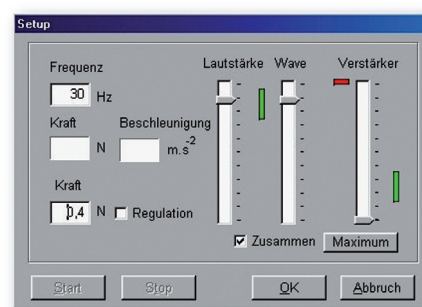 Setup
Frequenz
30 Hz
Kraft
N
Beschleunigung
m.s-2
Kraft
0,4 N
Regulation
Lautstärke Wave Verstärker
Zusammen
Maximum
Start Stop OK Abbruch